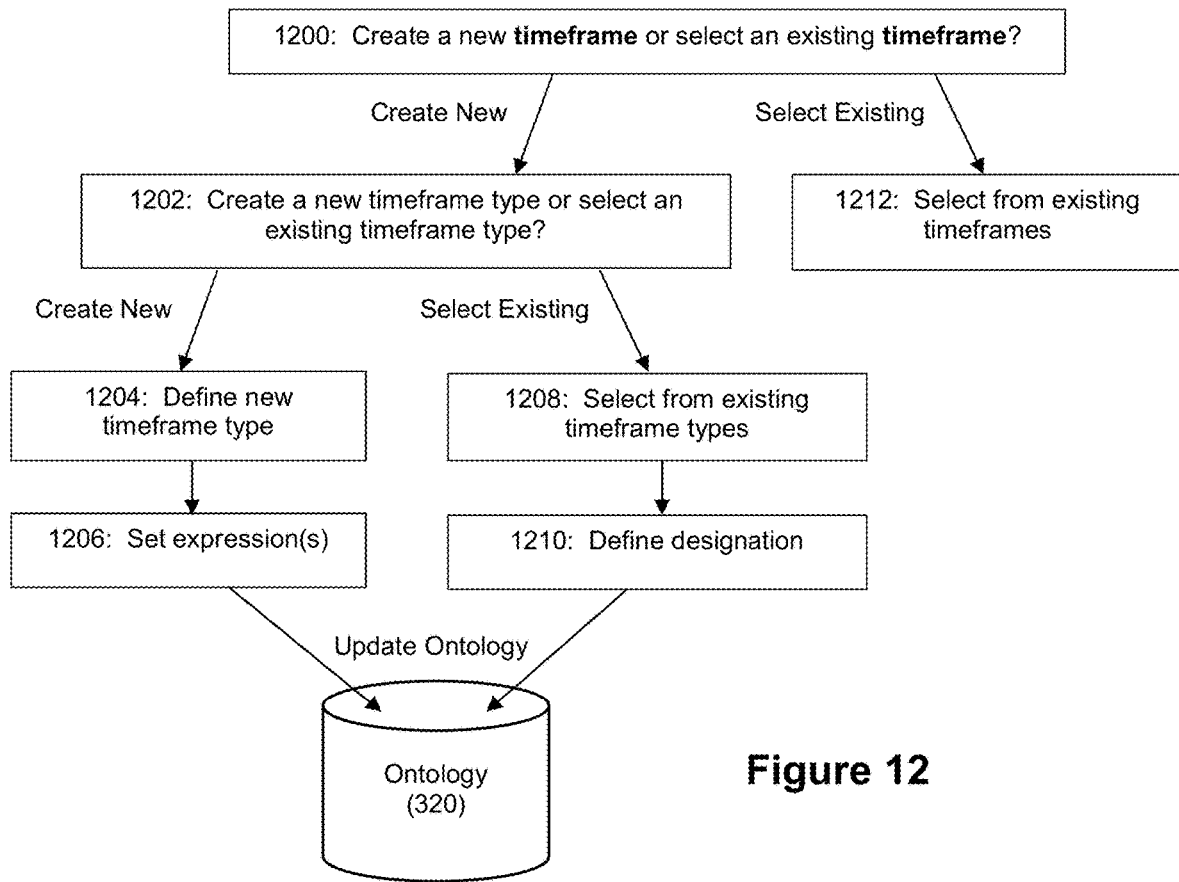 1200: Create a new timeframe or select an existing timeframe?
Create New
Select Existing
1202: Create a new timeframe type or select an
existing timeframe type?
1212: Select from existing
timeframes
Create New
Select Existing
1204: Define new
timeframe type
1208: Select from existing
timeframe types
1206: Set expression(s)
1210: Define designation
Update Ontology
Ontology
(320)
Figure 12